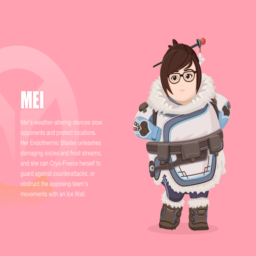 MEI
Mei's weather-altering devices slow
opponents and protect locations.
Her Endothermic Blaster unleashes
damaging icicles and frost streams,
and she can Cryo-Freeze herself to
guard against counterattacks, or
obstruct the opposing team's
movements with an Ice Wall.